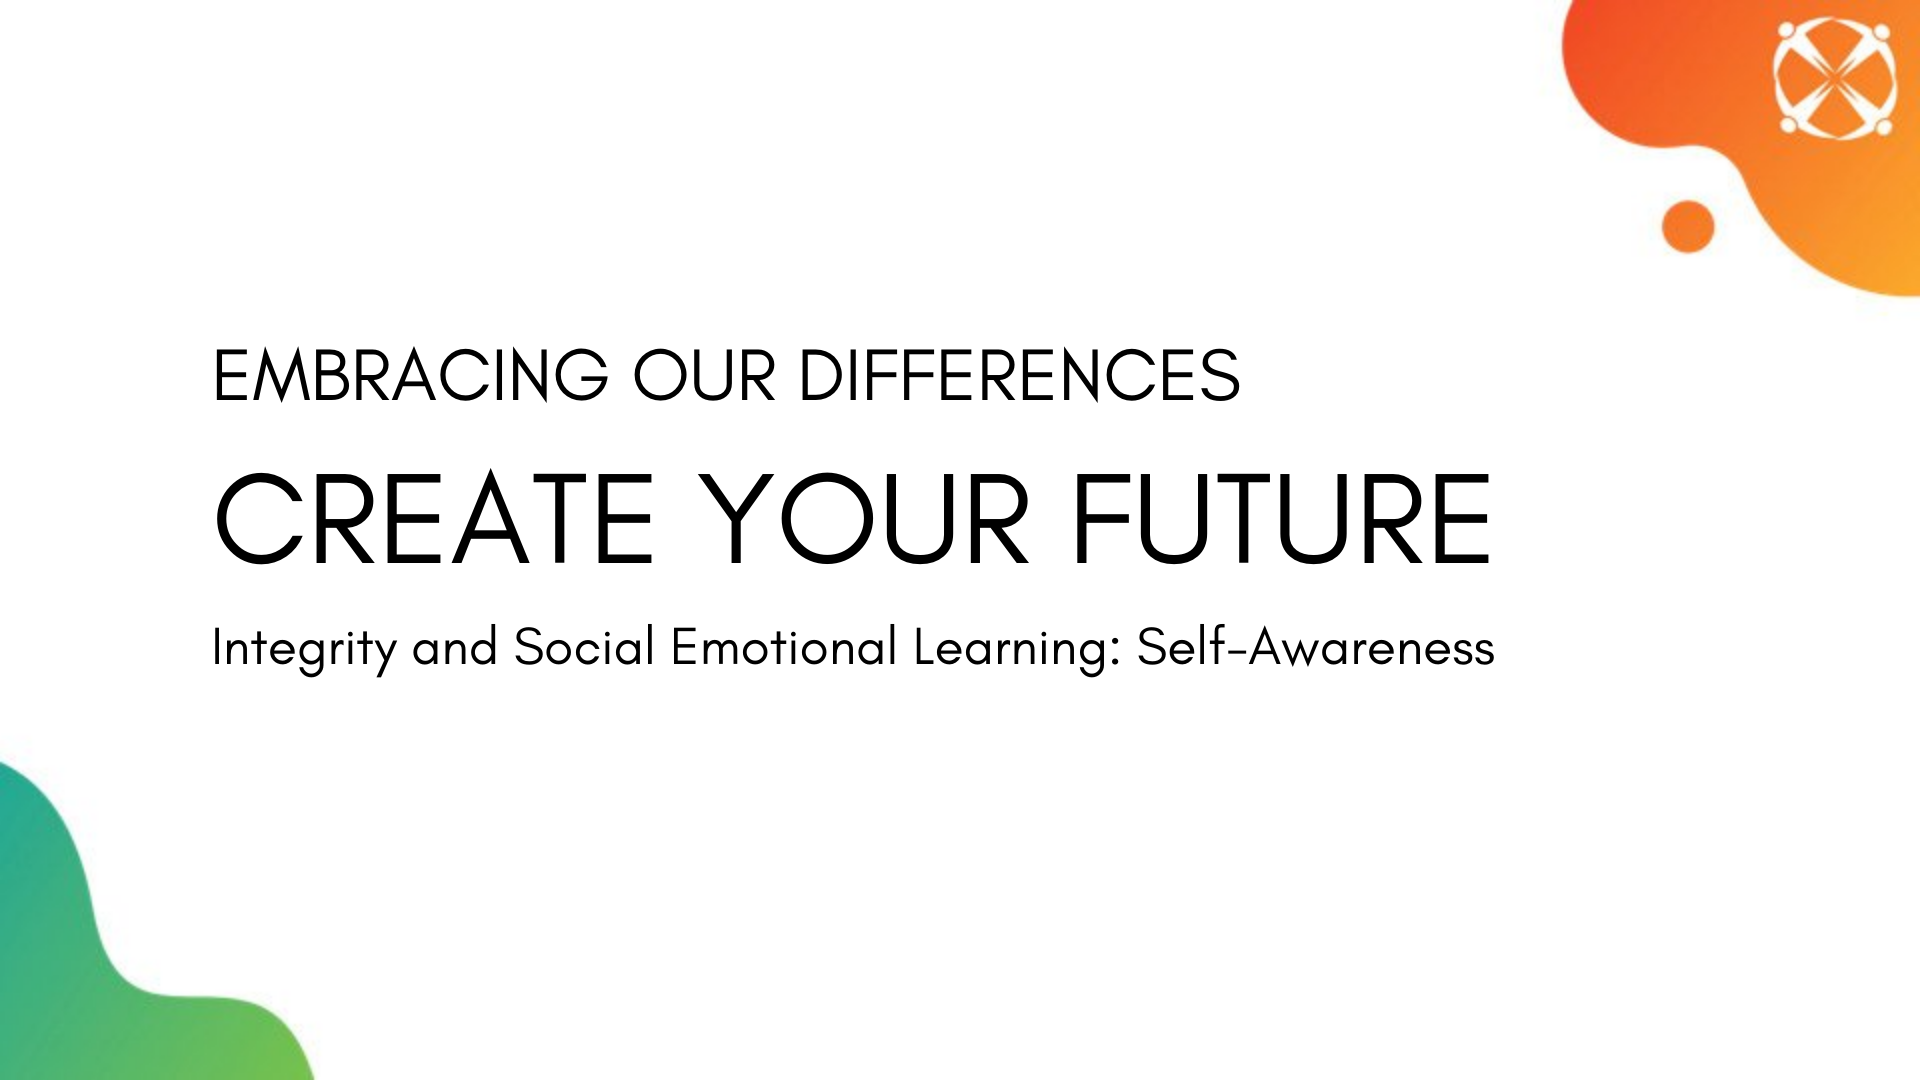 EMBRACING OUR DIFFERENCES
CREATE YOUR FUTURE
Integrity and Social Emotional Learning: Self-Awareness